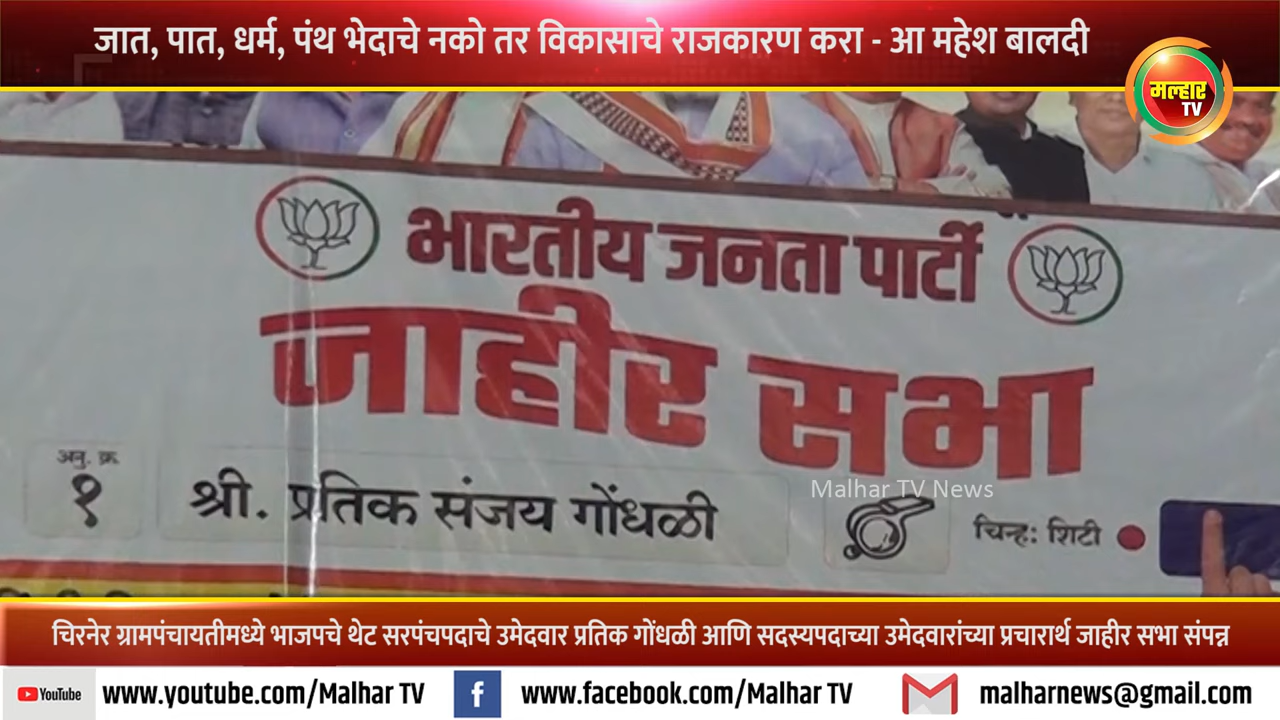 जात, पात, धर्म, पंथ भेदाचे नको तर विकासाचे राजकारण करा - आ महेश बालदी
मल्हार
TV
भारतीय जनता पार्टी
जाहीर सभा
अनु. क्र.
१
श्री. प्रतिक संजय गोंधळी
Malhar TV News
चिन्ह: शिटी
चिरनेर ग्रामपंचायतीमध्ये भाजपचे थेट सरपंचपदाचे उमेदवार प्रतिक गोंधळी आणि सदस्यपदाच्या उमेदवारांच्या प्रचारार्थ जाहीर सभा संपन्न
YouTube www.youtube.com/Malhar TV www.facebook.com/Malhar TV malharnews@gmail.com